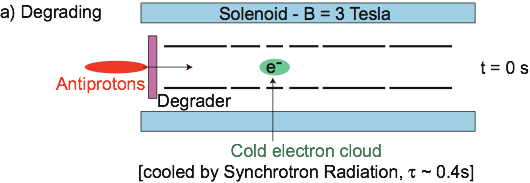 a) Degrading
Solenoid - B = 3 Tesla
e-
t = 0 s
Antiprotons
Degrader
Cold electron cloud
[cooled by Synchrotron Radiation, τ ~ 0.4s]